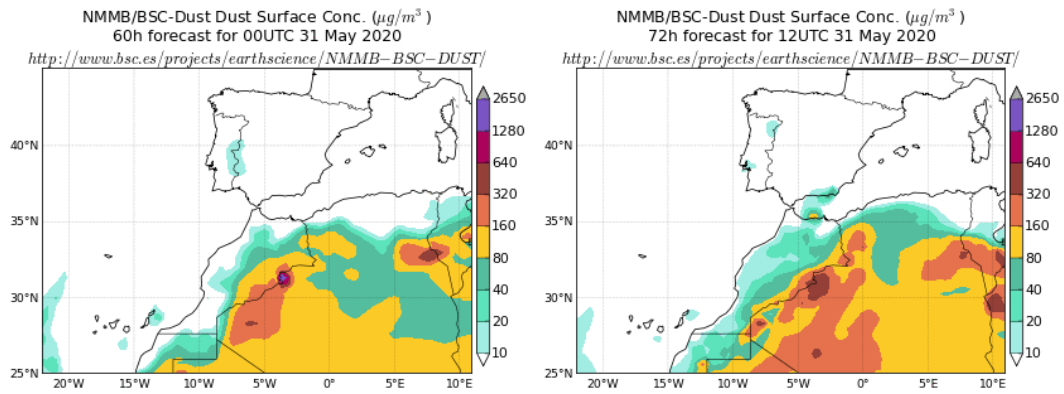 NMMB/BSC-Dust Dust Surface Conc. (μg/m³)
60h forecast for 00UTC 31 May 2020
http://www.bsc.es/projects/earthscience/NMMB-BSC-DUST/
40°N
35°N
30°N
25°N
20°W
15°W
10°W
5°W
0°
5°E
10°E
2650
1280
640
320
160
80
40
20
10
NMMB/BSC-Dust Dust Surface Conc. (μg/m³)
72h forecast for 12UTC 31 May 2020
http://www.bsc.es/projects/earthscience/NMMB-BSC-DUST/
40°N
35°N
30°N
25°N
20°W
15°W
10°W
5°W
0°
5°E
10°E
2650
1280
640
320
160
80
40
20
10